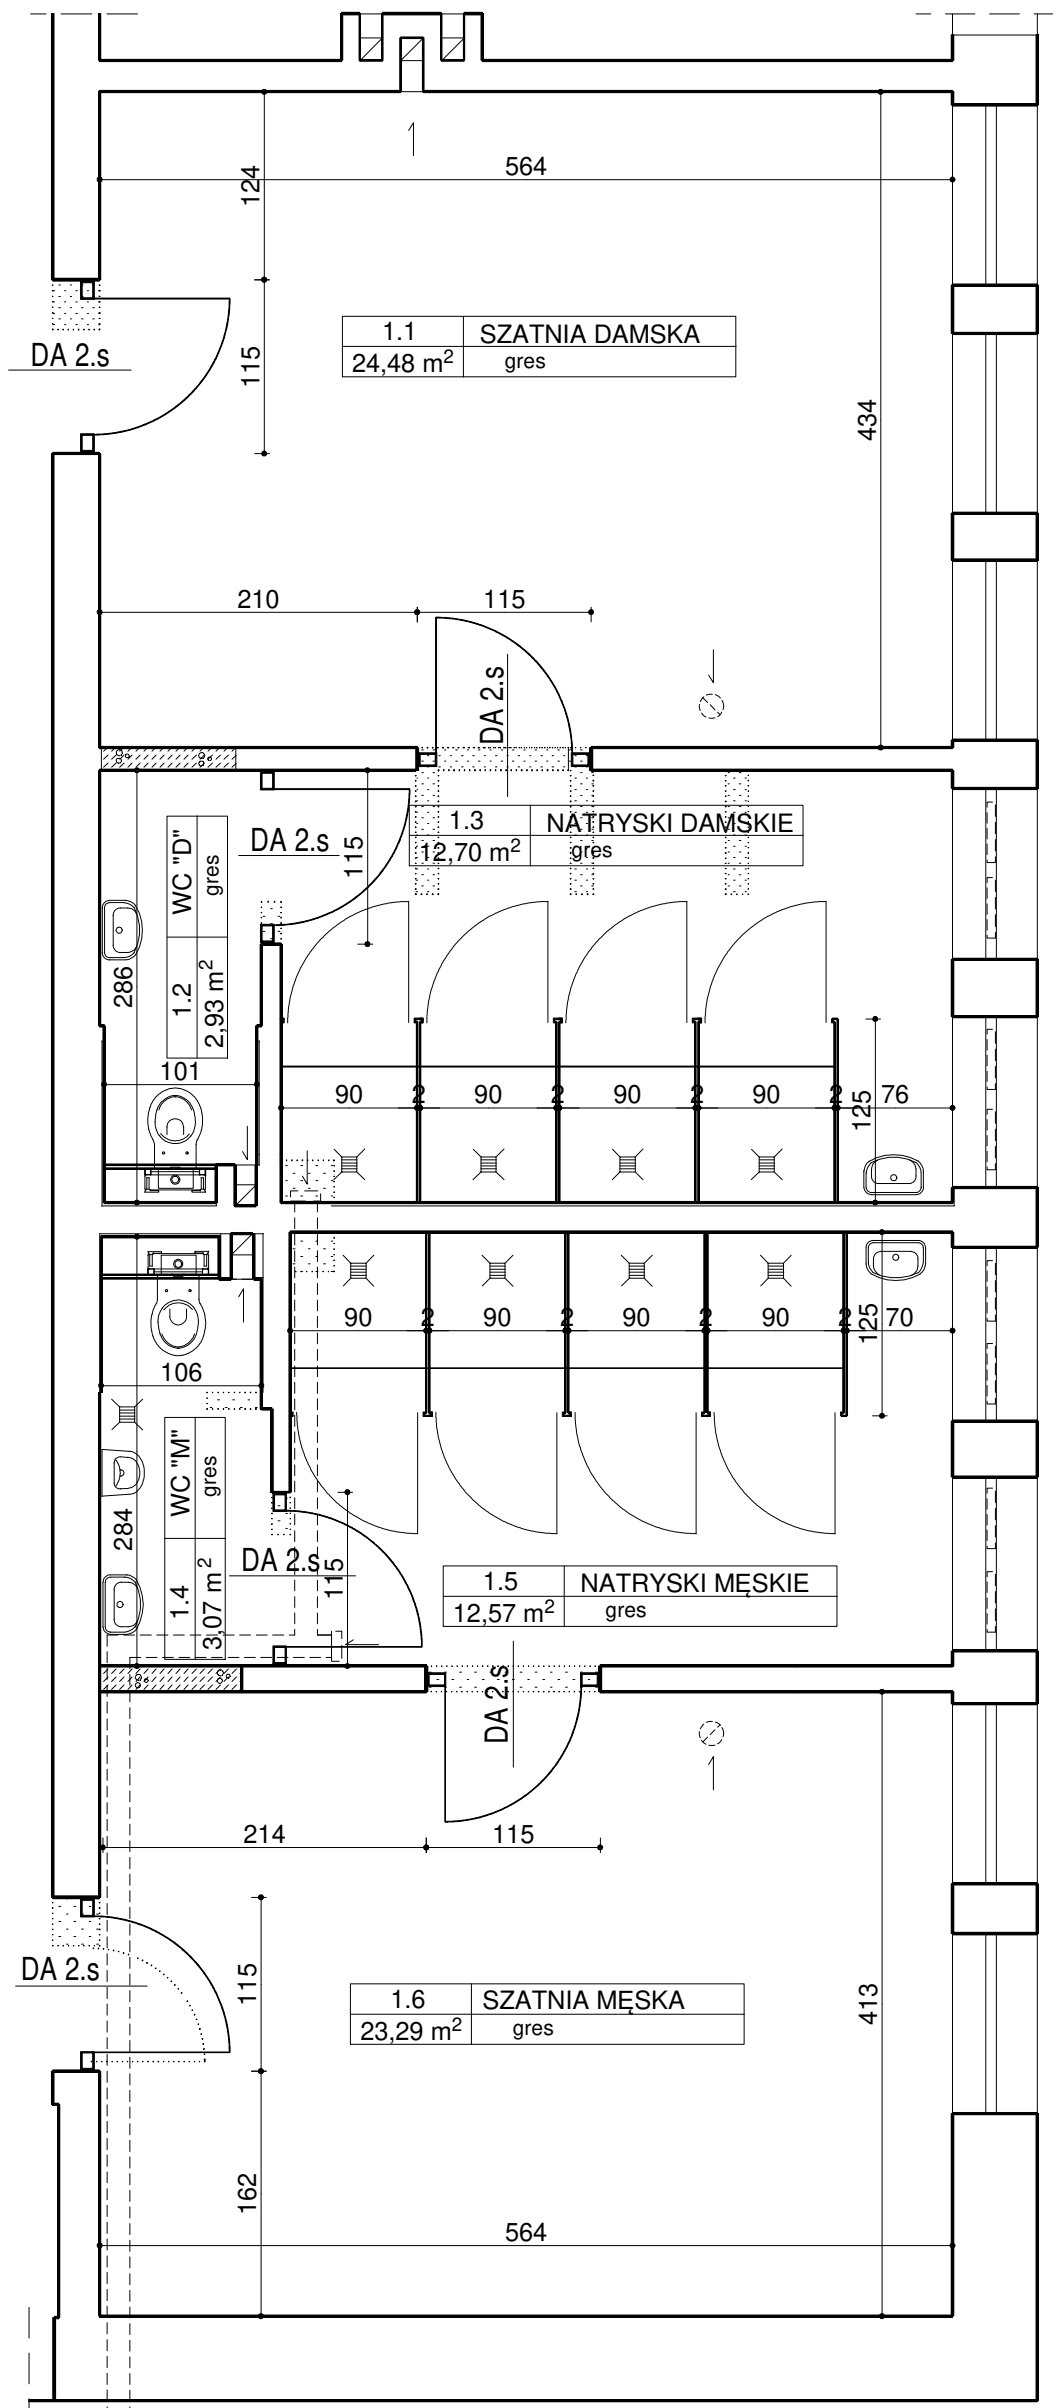 124
564
1.1 SZATNIA DAMSKA
24,48 m² gres
DA 2.s
115
434
210
115
DA 2.s
1.3 NATRYSKI DAMSKIE
12,70 m² gres
DA 2.s
115
WC "D" gres
1.2 2,93 m²
286
101
90
2
90
2
90
2
90
2
125
76
90
2
90
2
90
2
90
2
125
70
106
WC "M" gres
1.4 3,07 m²
284
DA 2.s
115
1.5 NATRYSKI MĘSKIE
12,57 m² gres
DA 2.s
214
115
DA 2.s
115
1.6 SZATNIA MĘSKA
23,29 m² gres
413
162
564